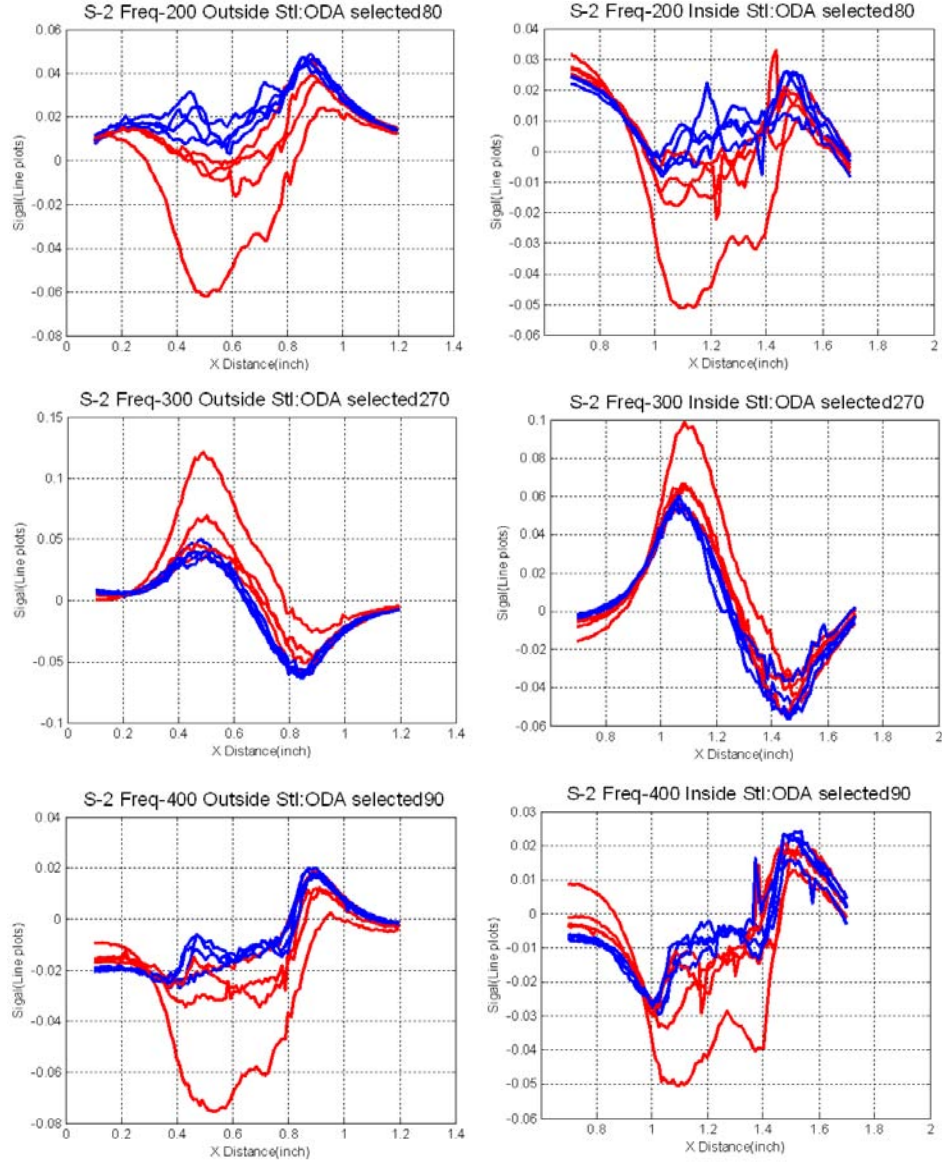 S-2 Freq-200 Outside Stl:ODA selected80
0.06
0.04
0.02
0
-0.02
-0.04
-0.06
-0.08
Sigal(Line plots)
0 0.2 0.4 0.6 0.8 1 1.2 1.4
X Distance(inch)
S-2 Freq-200 Inside Stl:ODA selected80
0.04
0.03
0.02
0.01
0
-0.01
-0.02
-0.03
-0.04
-0.05
-0.06
Sigal(Line plots)
0.8 1 1.2 1.4 1.6 1.8 2
X Distance(inch)
S-2 Freq-300 Outside Stl:ODA selected270
0.15
0.1
0.05
0
-0.05
-0.1
Sigal(Line plots)
0 0.2 0.4 0.6 0.8 1 1.2 1.4
X Distance(inch)
S-2 Freq-300 Inside Stl:ODA selected270
0.1
0.08
0.06
0.04
0.02
0
-0.02
-0.04
-0.06
Sigal(Line plots)
0.8 1 1.2 1.4 1.6 1.8 2
X Distance(inch)
S-2 Freq-400 Outside Stl:ODA selected90
0.04
0.02
0
-0.02
-0.04
-0.06
-0.08
Sigal(Line plots)
0 0.2 0.4 0.6 0.8 1 1.2 1.4
X Distance(inch)
S-2 Freq-400 Inside Stl:ODA selected90
0.03
0.02
0.01
0
-0.01
-0.02
-0.03
-0.04
-0.05
-0.06
Sigal(Line plots)
0.8 1 1.2 1.4 1.6 1.8 2
X Distance(inch)